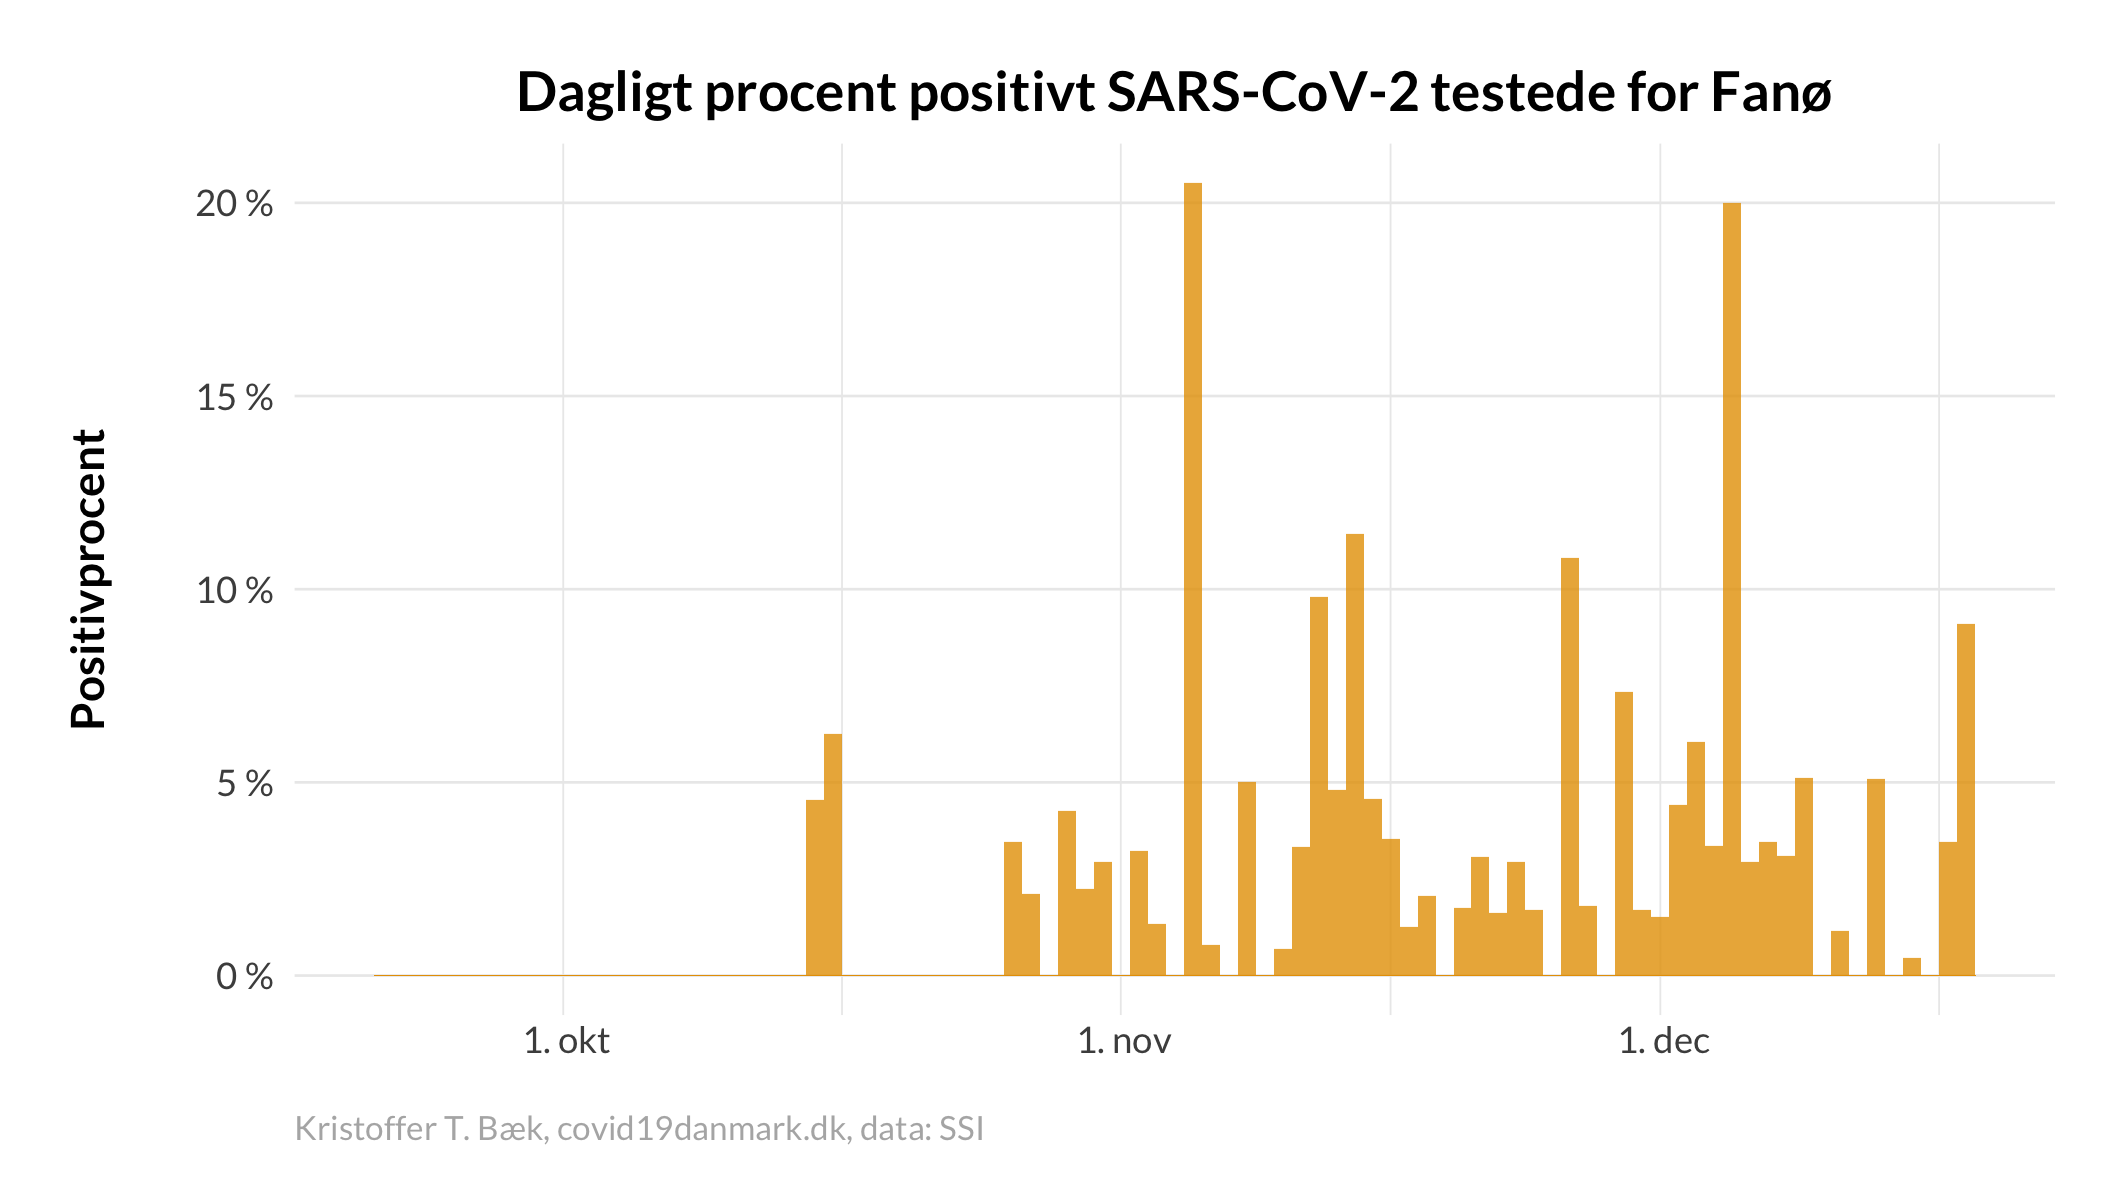 Dagligt procent positivt SARS-CoV-2 testede for Fanø
Positivprocent
20 %
15 %
10 %
5 %
0 %
1. okt
1. nov
1. dec
Kristoffer T. Bæk, covid19danmark.dk, data: SSI